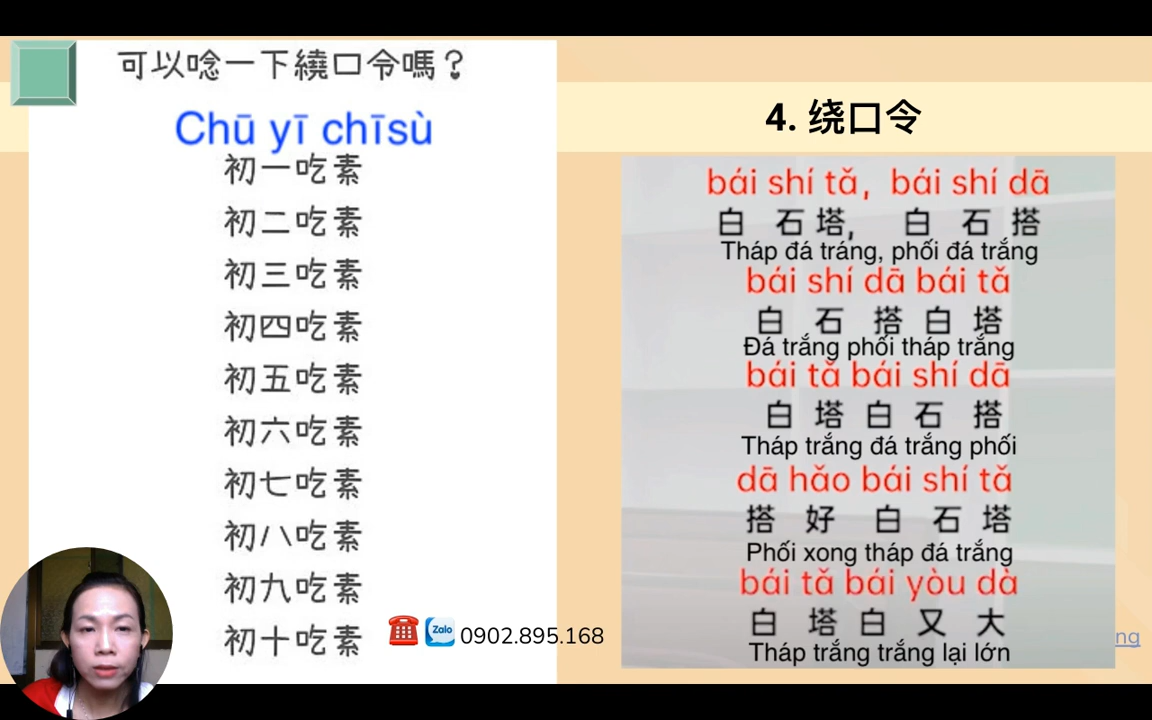 可以唸一下繞口令嗎？
Chū yī chīsù
初一吃素
初二吃素
初三吃素
初四吃素
初五吃素
初六吃素
初七吃素
初八吃素
初九吃素
初十吃素
Zalo 0902.895.168
4. 绕口令
bái shí tǎ, bái shí dā
白 石 塔, 白 石 搭
Tháp đá tráng, phối đá trắng
bái shí dā bái tǎ
白 石 搭 白 塔
Đá trắng phối tháp trắng
bái tǎ bái shí dā
白 塔 白 石 搭
Tháp trắng đá trắng phối
dā hǎo bái shí tǎ
搭 好 白 石 塔
Phối xong tháp đá trắng
bái tǎ bái yòu dà
白 塔 白 又 大
Tháp trắng trắng lại lớn
ng